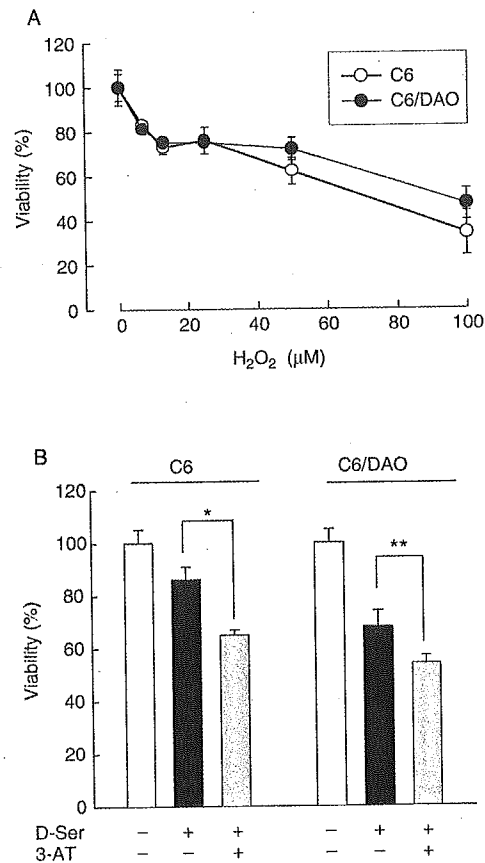 A
C6
C6/DAO
Viability (%)
120
100
80
60
40
20
0
0 20 40 60 80 100
H₂O₂ (μM)
B
C6 C6/DAO
Viability (%)
120
100
80
60
40
20
0
* **
D-Ser − + + − + +
3-AT − − + − − +